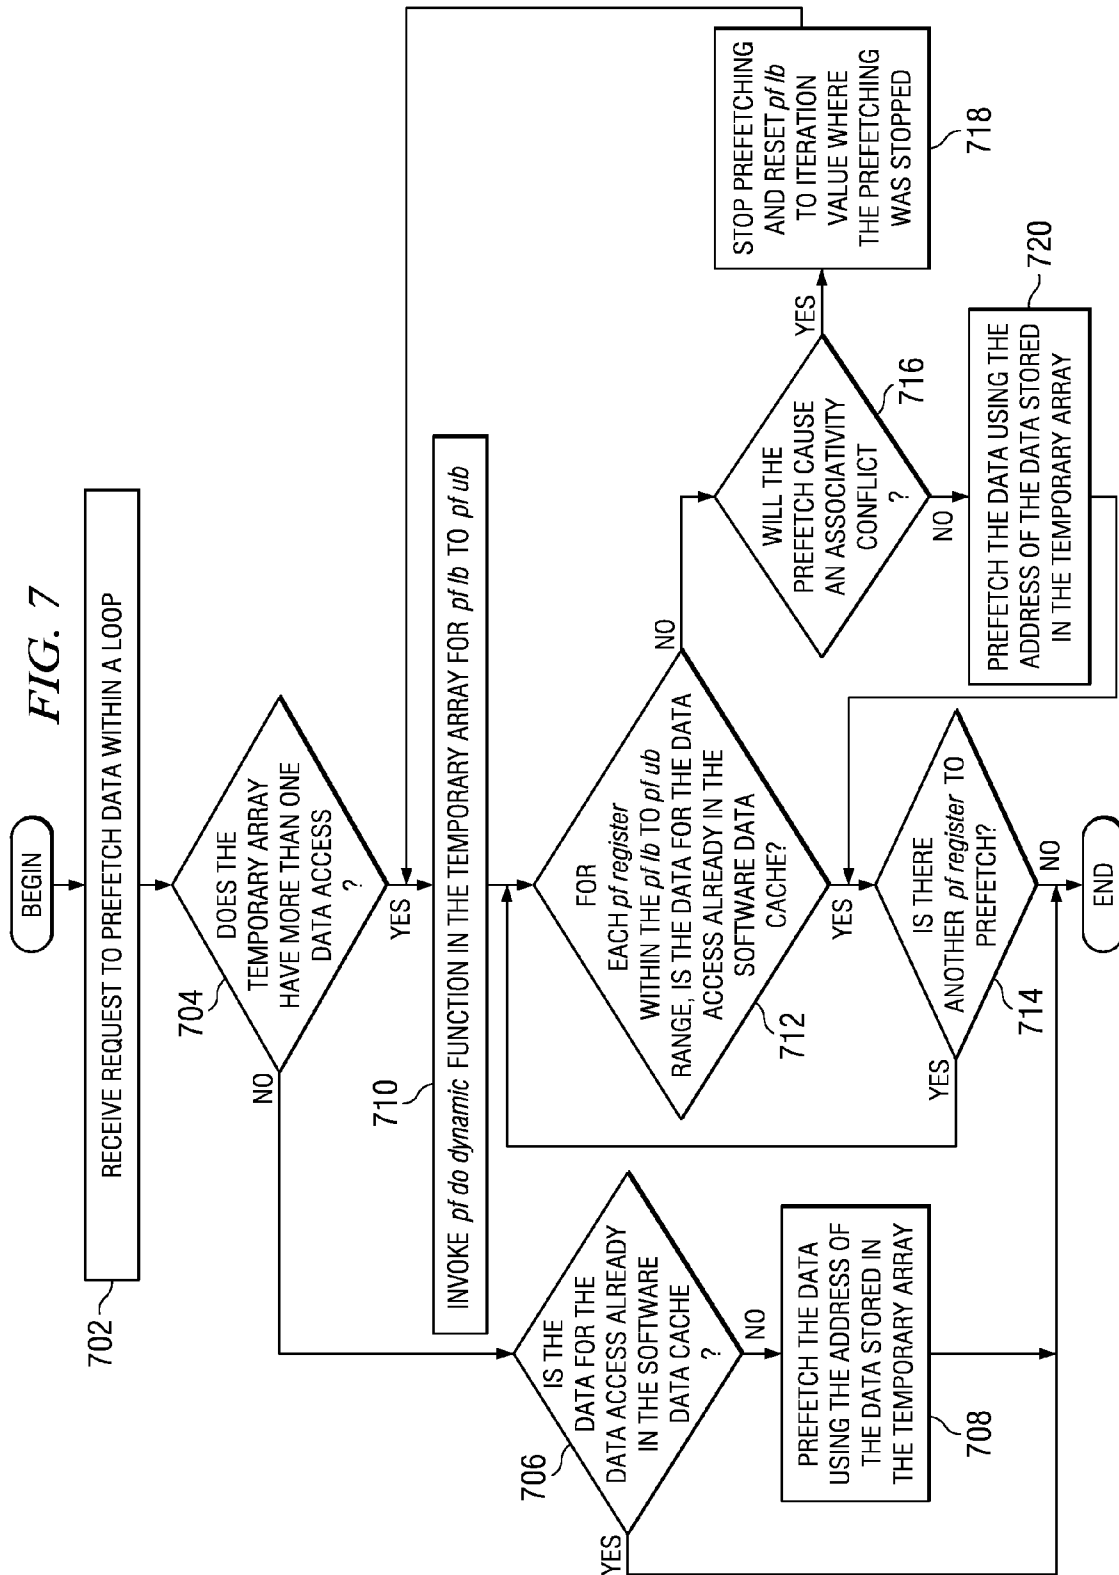 FIG. 7
BEGIN
RECEIVE REQUEST TO PREFETCH DATA WITHIN A LOOP
702
DOES THE
TEMPORARY ARRAY
HAVE MORE THAN ONE
DATA ACCESS
?
704
NO
YES
IS THE
DATA FOR THE
DATA ACCESS ALREADY
IN THE SOFTWARE
DATA CACHE
?
706
YES
NO
PREFETCH THE DATA
USING THE ADDRESS OF
THE DATA STORED IN
THE TEMPORARY ARRAY
708
710
INVOKE pf do dynamic FUNCTION IN THE TEMPORARY ARRAY FOR pf lb TO pf ub
FOR
EACH pf register
WITHIN THE pf lb TO pf ub
RANGE, IS THE DATA FOR THE DATA
ACCESS ALREADY IN THE
SOFTWARE DATA
CACHE?
712
NO
YES
IS THERE
ANOTHER pf register TO
PREFETCH?
714
YES
NO
WILL THE
PREFETCH CAUSE
AN ASSOCIATIVITY
CONFLICT
?
716
YES
NO
STOP PREFETCHING
AND RESET pf lb
TO ITERATION
VALUE WHERE
THE PREFETCHING
WAS STOPPED
718
720
PREFETCH THE DATA USING THE
ADDRESS OF THE DATA STORED
IN THE TEMPORARY ARRAY
END